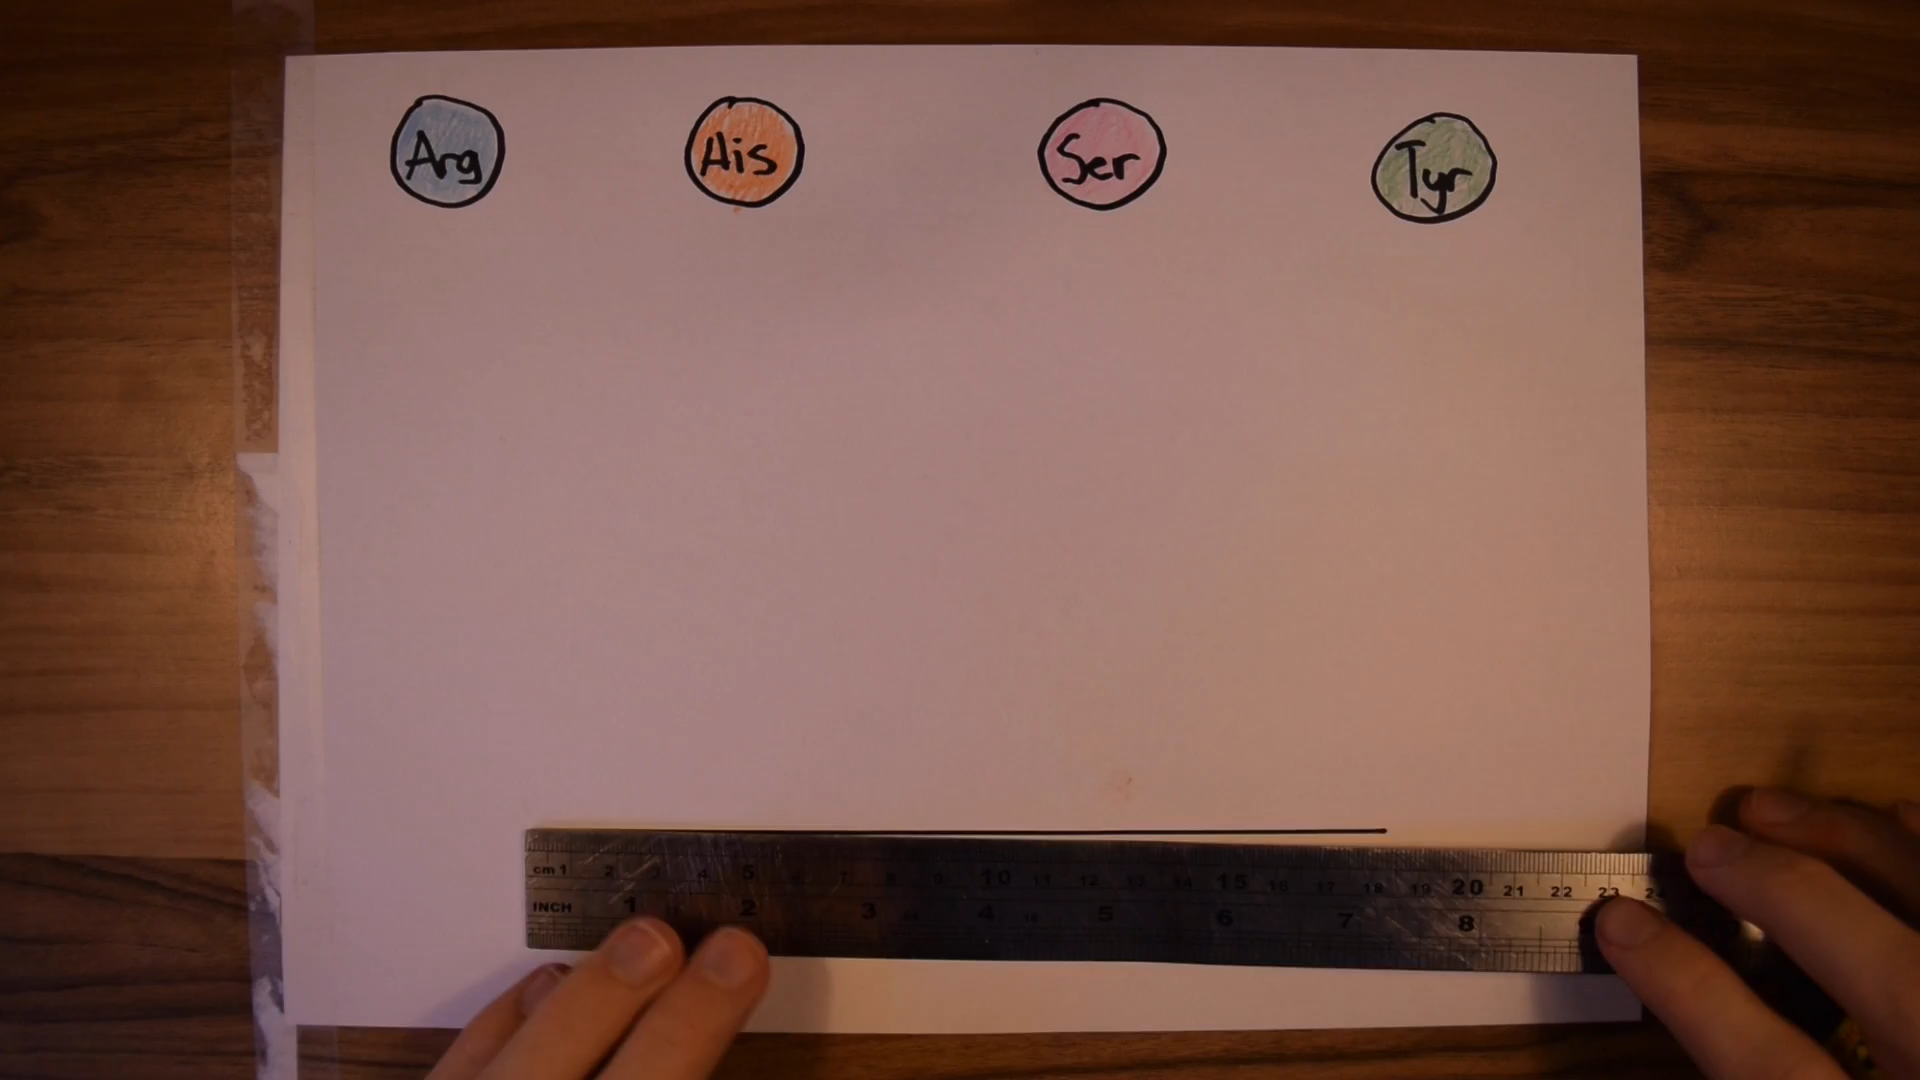 Arg His Ser Tyr
cm 1 2 3 4 5 6 7 8 9 10 11 12 13 14 15 16 17 18 19 20 21 22 23 24
INCH 1 2 3 4 5 6 7 8